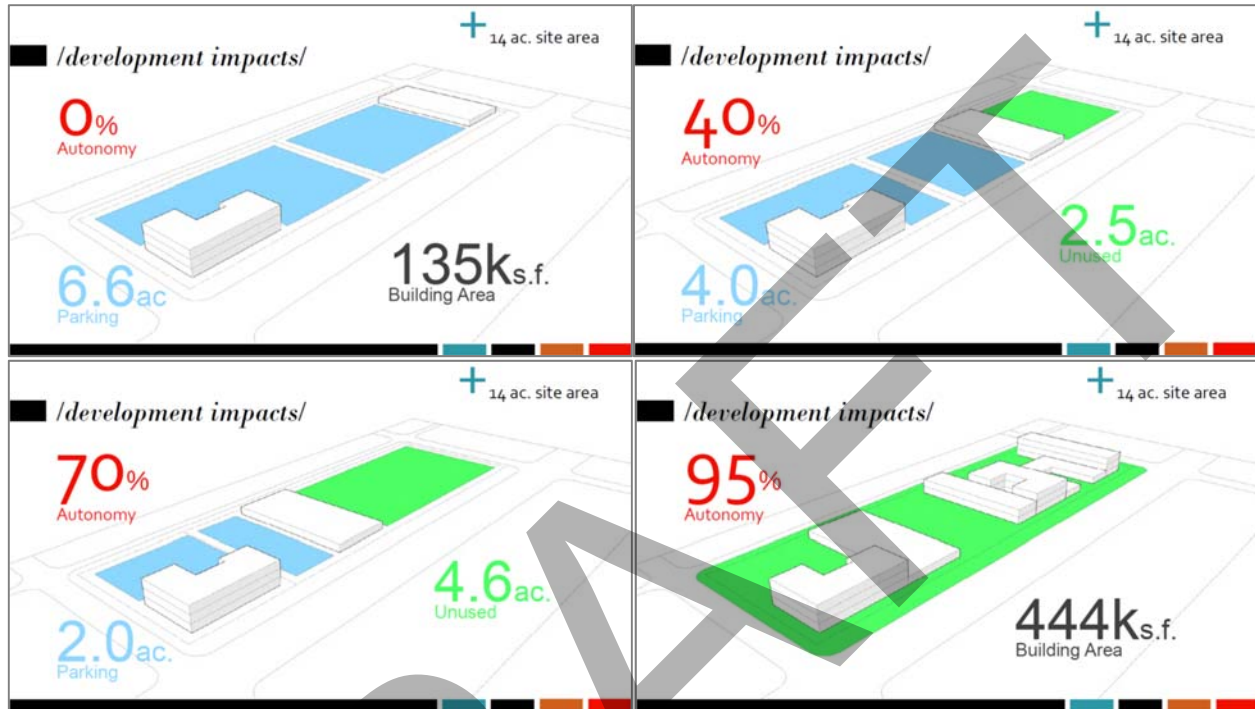 14 ac. site area
/development impacts/
0%
Autonomy
6.6ac
Parking
135ks.f.
Building Area
14 ac. site area
/development impacts/
40%
Autonomy
2.5ac.
Unused
4.0ac.
Parking
14 ac. site area
/development impacts/
70%
Autonomy
4.6ac.
Unused
2.0ac.
Parking
14 ac. site area
/development impacts/
95%
Autonomy
444ks.f.
Building Area